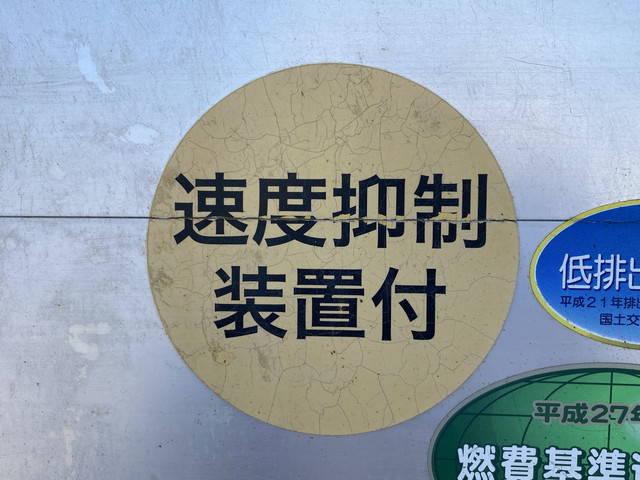 速度抑制
装置付
低排出
平成21年排
国土交
平成27年
燃費基準